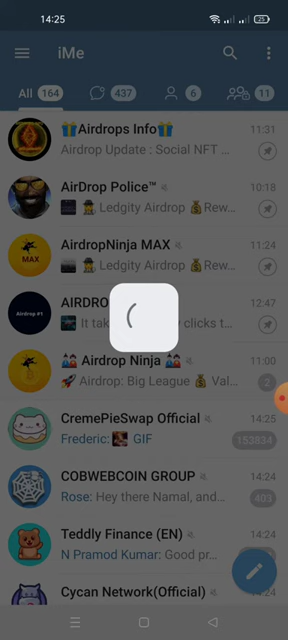 14:25
25
iMe
All 164
437
6
11
🎁Airdrops Info🎁 11:31
Airdrop Update : Social NFT ...
AirDrop Police™ 10:18
Ledgity Airdrop 💰Rew...
AirdropNinja MAX 11:24
Ledgity Airdrop 💰Rew...
Airdrop #1
AIRDRO 12:47
It tak y clicks t...
MAX
Airdrop Ninja 11:00
🚀 Airdrop: Big League 💰 Val... 2
CremePieSwap Official 14:25
Frederic: GIF 153834
COBWEBCOIN GROUP 14:24
Rose: Hey there Namal, and... 403
Teddly Finance (EN) 14:24
N Pramod Kumar: Good pr...
Cycan Network(Official) 14:24